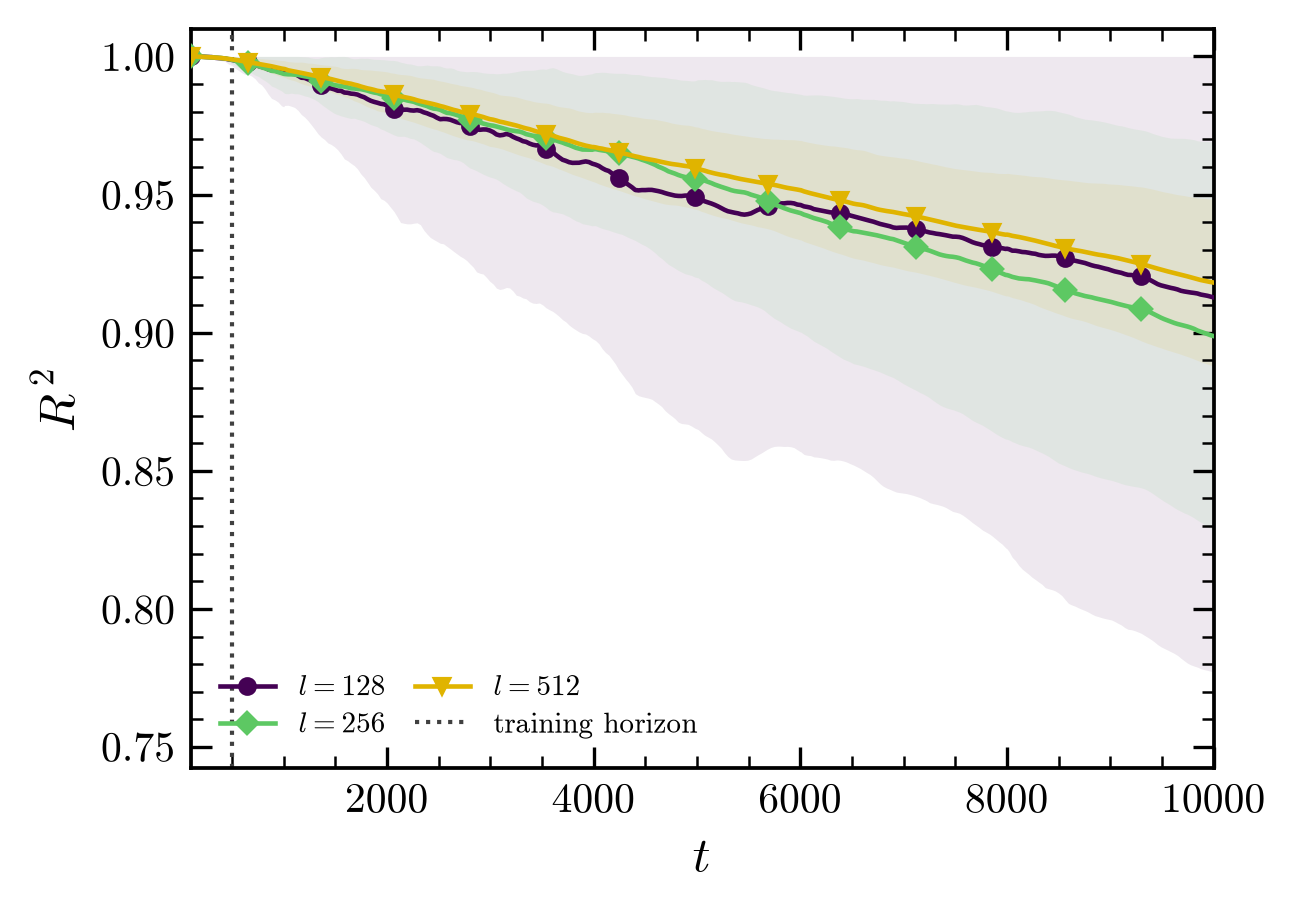 1.00
0.95
0.90
0.85
0.80
0.75
R²
l = 128
l = 256
l = 512
training horizon
2000 4000 6000 8000 10000
t